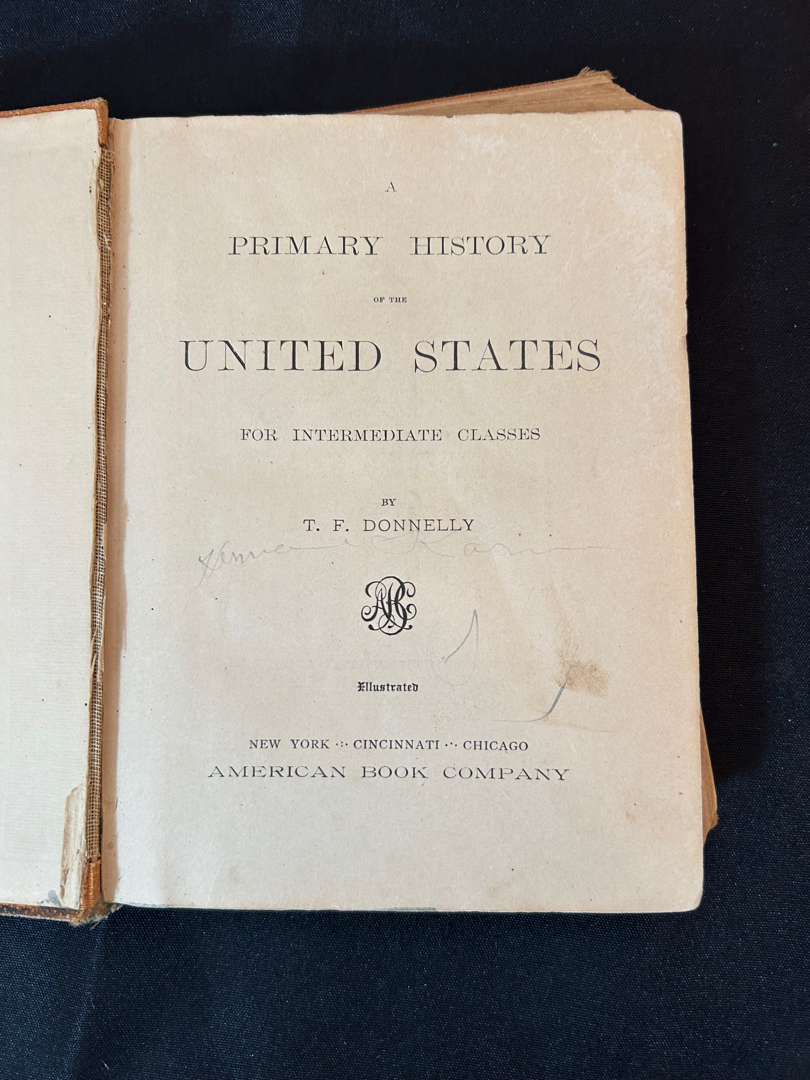 A
PRIMARY HISTORY
OF THE
UNITED STATES
FOR INTERMEDIATE CLASSES
BY
T. F. DONNELLY
ABC
Illustrated
NEW YORK ·:· CINCINNATI ·:· CHICAGO
AMERICAN BOOK COMPANY